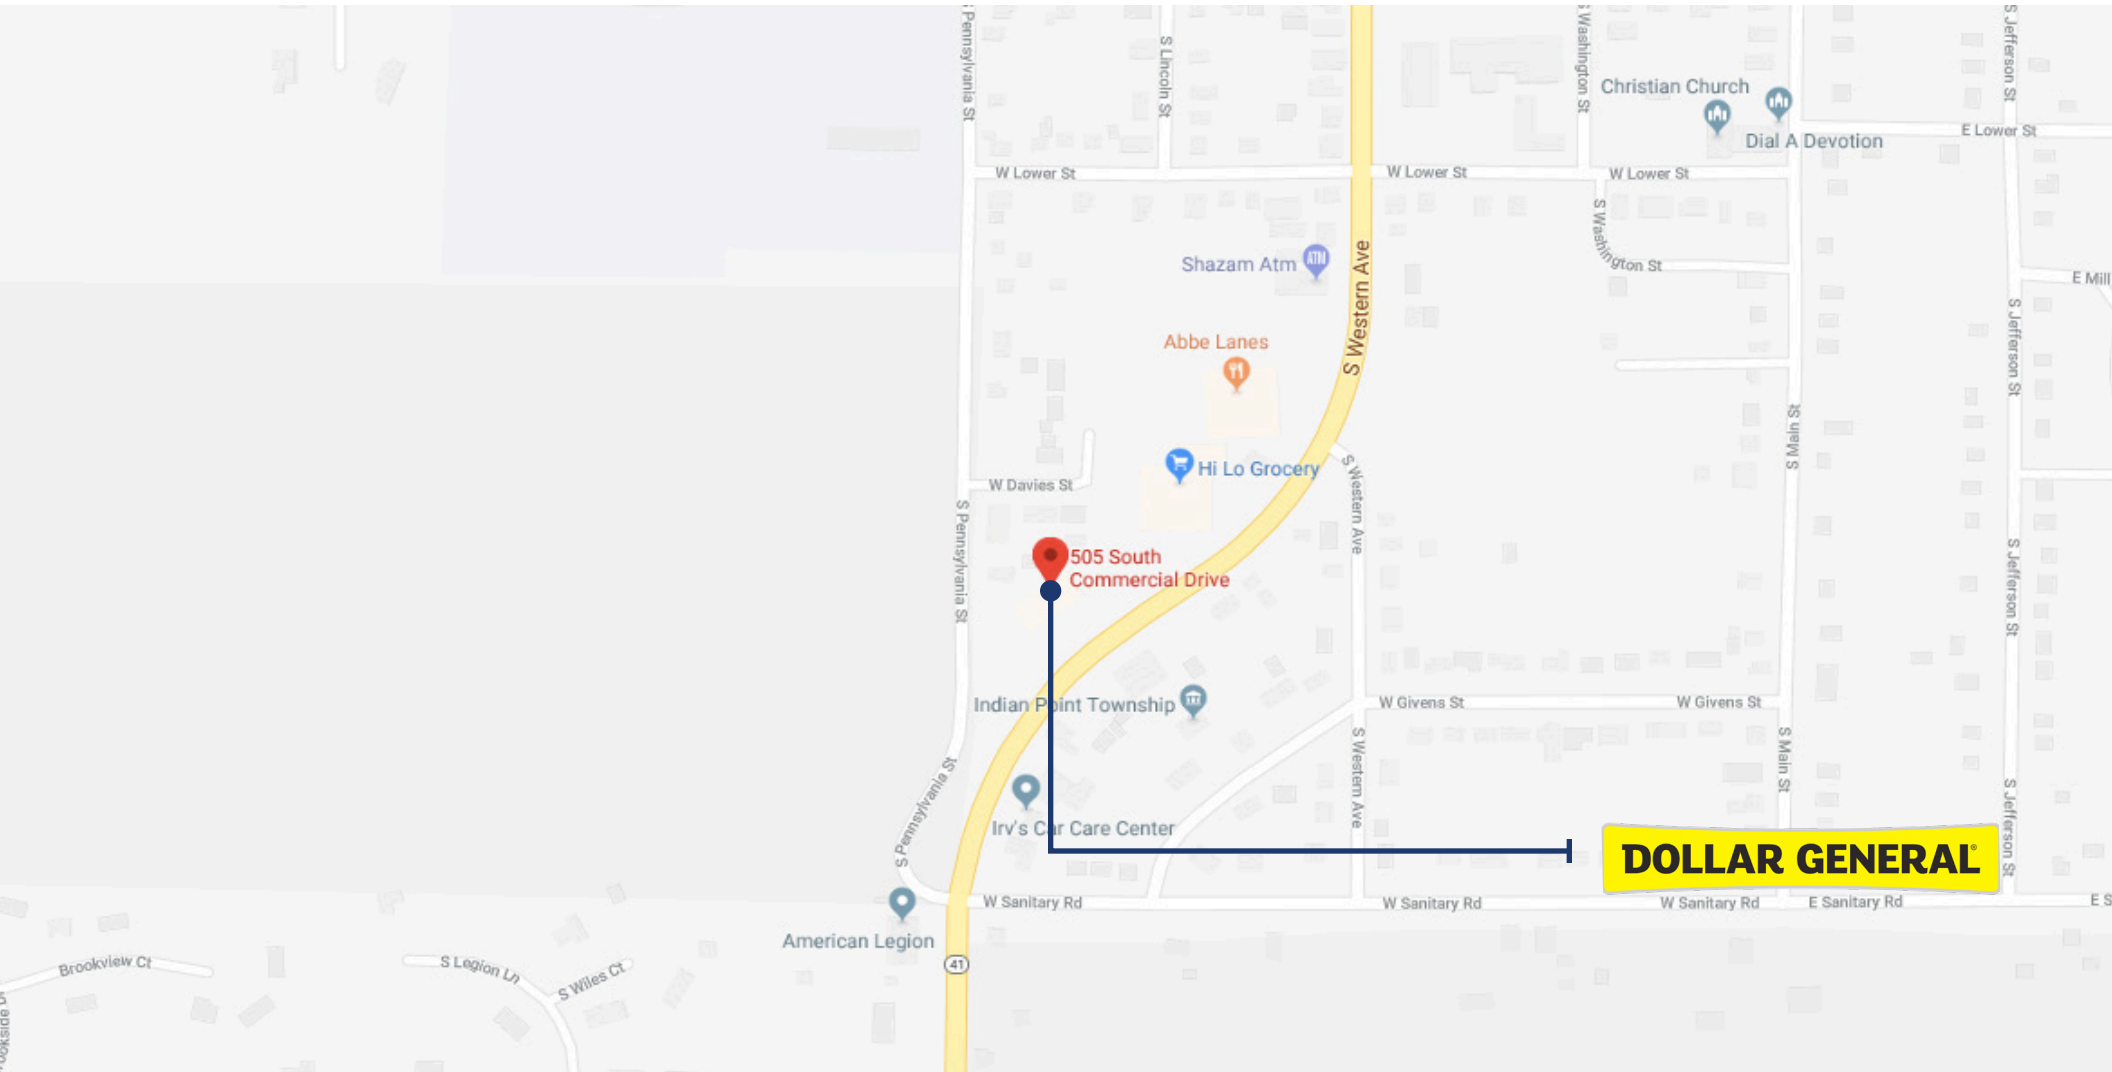 S Pennsylvania St
S Lincoln St
S Washington St
S Jefferson St
Christian Church
Dial A Devotion
E Lower St
W Lower St
W Lower St
W Lower St
S Washington St
Shazam Atm
ATM
S Western Ave
E Mill
Abbe Lanes
S Jefferson St
S Main St
Hi Lo Grocery
W Davies St
S Western Ave
S Pennsylvania St
505 South
Commercial Drive
S Jefferson St
Indian Point Township
W Givens St
W Givens St
S Western Ave
S Main St
S Pennsylvania St
S Jefferson St
Irv's Car Care Center
DOLLAR GENERAL®
W Sanitary Rd
W Sanitary Rd
W Sanitary Rd
E Sanitary Rd
E S
American Legion
41
Brookview Ct
S Legion Ln
S Wiles Ct